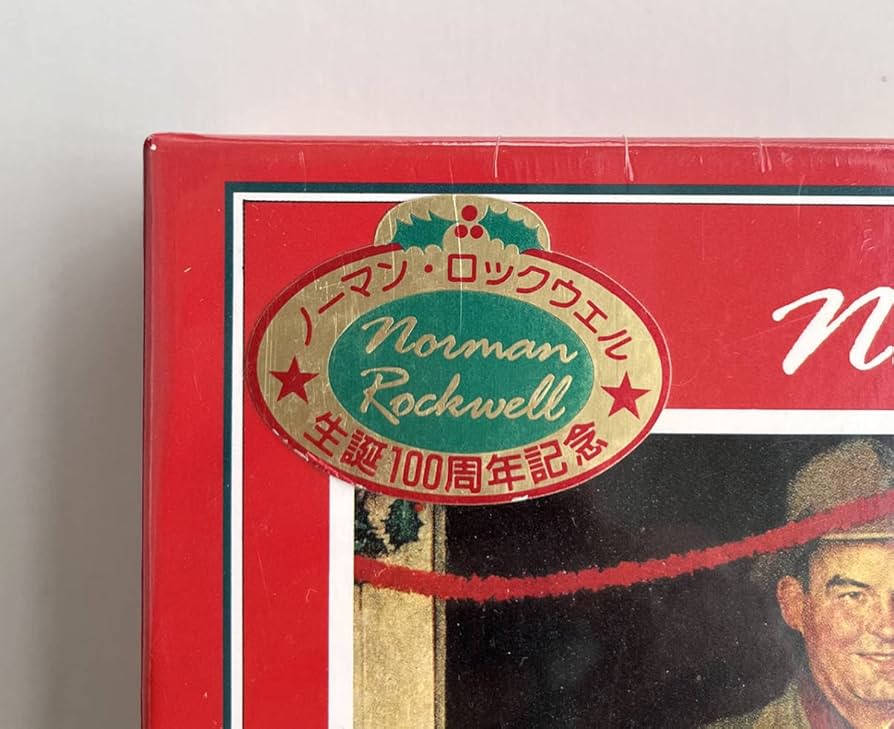 ノーマン・ロックウェル
Norman
Rockwell
生誕100周年記念
N